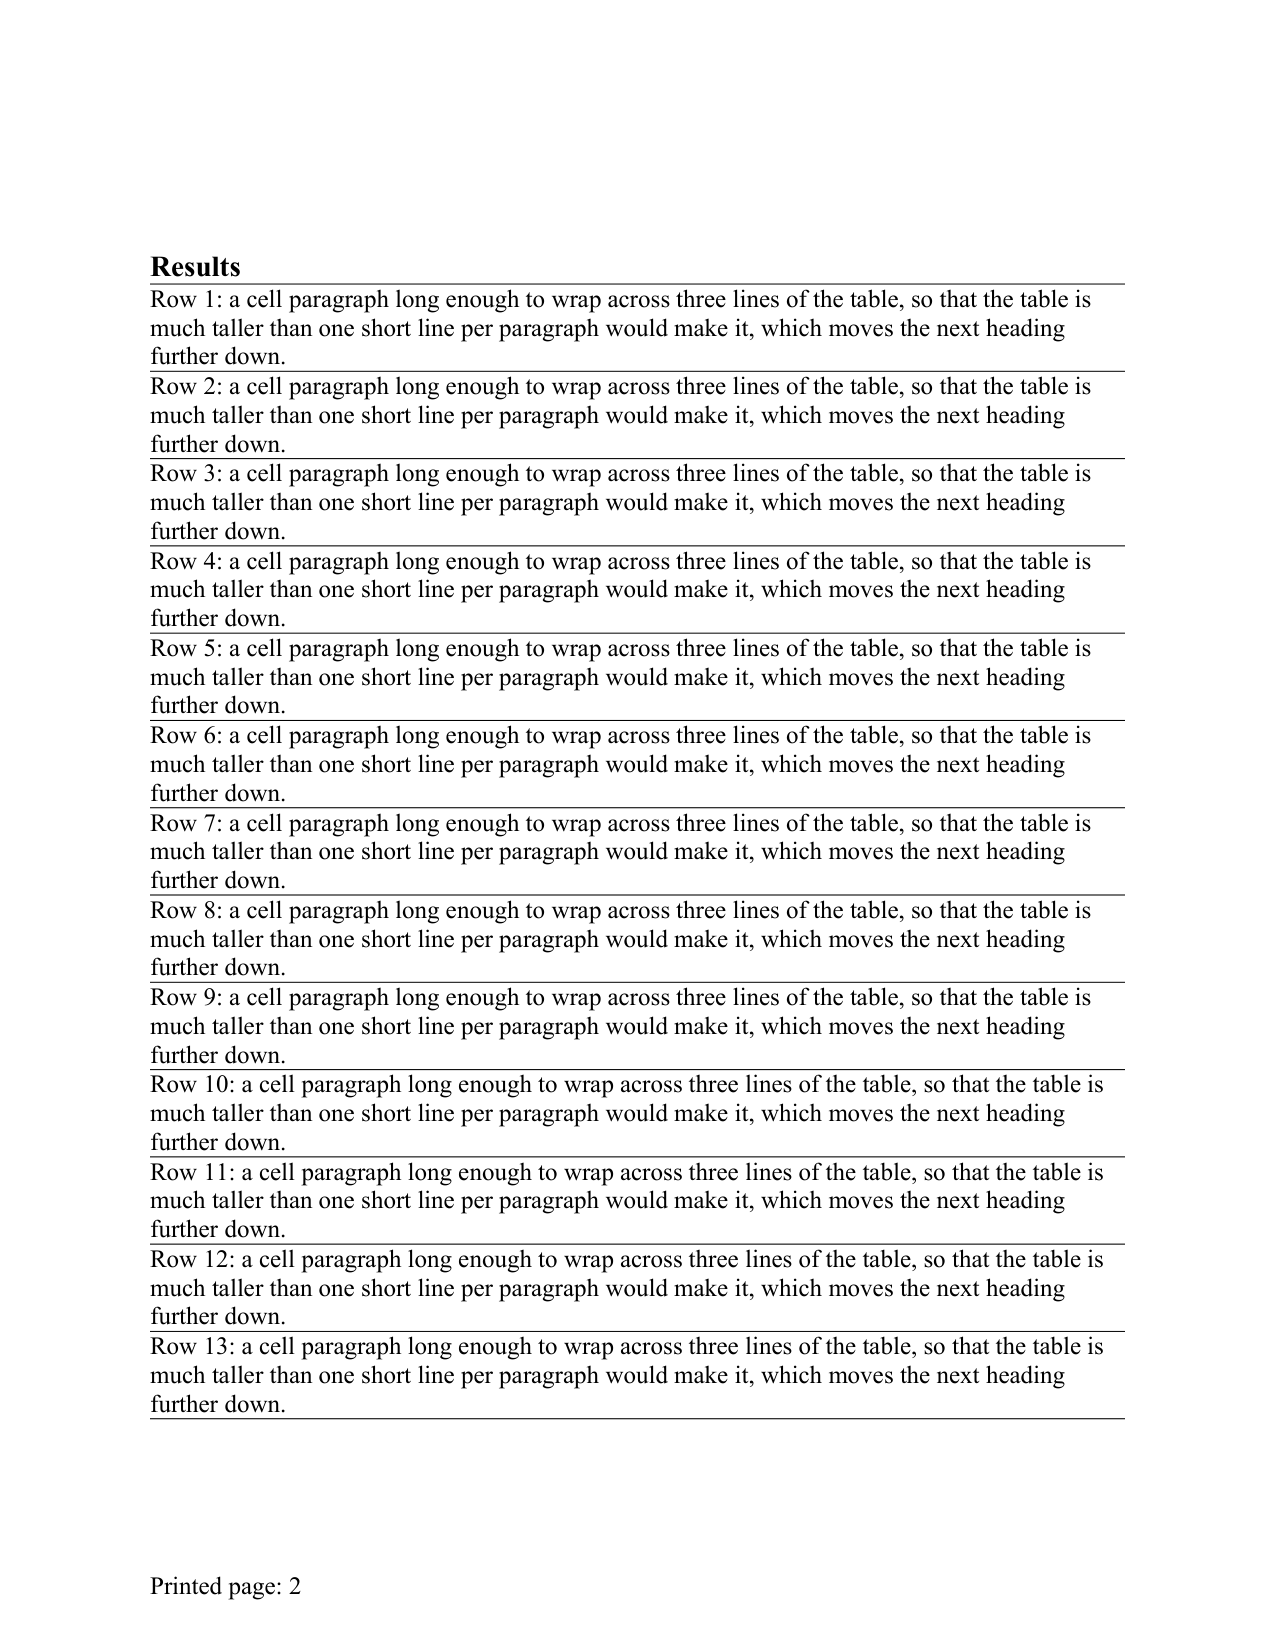 Results
Row 1: a cell paragraph long enough to wrap across three lines of the table, so that the table is
much taller than one short line per paragraph would make it, which moves the next heading
further down.
Row 2: a cell paragraph long enough to wrap across three lines of the table, so that the table is
much taller than one short line per paragraph would make it, which moves the next heading
further down.
Row 3: a cell paragraph long enough to wrap across three lines of the table, so that the table is
much taller than one short line per paragraph would make it, which moves the next heading
further down.
Row 4: a cell paragraph long enough to wrap across three lines of the table, so that the table is
much taller than one short line per paragraph would make it, which moves the next heading
further down.
Row 5: a cell paragraph long enough to wrap across three lines of the table, so that the table is
much taller than one short line per paragraph would make it, which moves the next heading
further down.
Row 6: a cell paragraph long enough to wrap across three lines of the table, so that the table is
much taller than one short line per paragraph would make it, which moves the next heading
further down.
Row 7: a cell paragraph long enough to wrap across three lines of the table, so that the table is
much taller than one short line per paragraph would make it, which moves the next heading
further down.
Row 8: a cell paragraph long enough to wrap across three lines of the table, so that the table is
much taller than one short line per paragraph would make it, which moves the next heading
further down.
Row 9: a cell paragraph long enough to wrap across three lines of the table, so that the table is
much taller than one short line per paragraph would make it, which moves the next heading
further down.
Row 10: a cell paragraph long enough to wrap across three lines of the table, so that the table is
much taller than one short line per paragraph would make it, which moves the next heading
further down.
Row 11: a cell paragraph long enough to wrap across three lines of the table, so that the table is
much taller than one short line per paragraph would make it, which moves the next heading
further down.
Row 12: a cell paragraph long enough to wrap across three lines of the table, so that the table is
much taller than one short line per paragraph would make it, which moves the next heading
further down.
Row 13: a cell paragraph long enough to wrap across three lines of the table, so that the table is
much taller than one short line per paragraph would make it, which moves the next heading
further down.
Printed page: 2